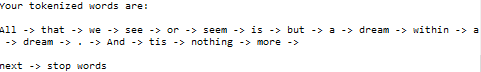 Your tokenized words are:
All -> that -> we -> see -> or -> seem -> is -> but -> a -> dream -> within -> a
-> dream -> . -> And -> tis -> nothing -> more ->
next -> stop words